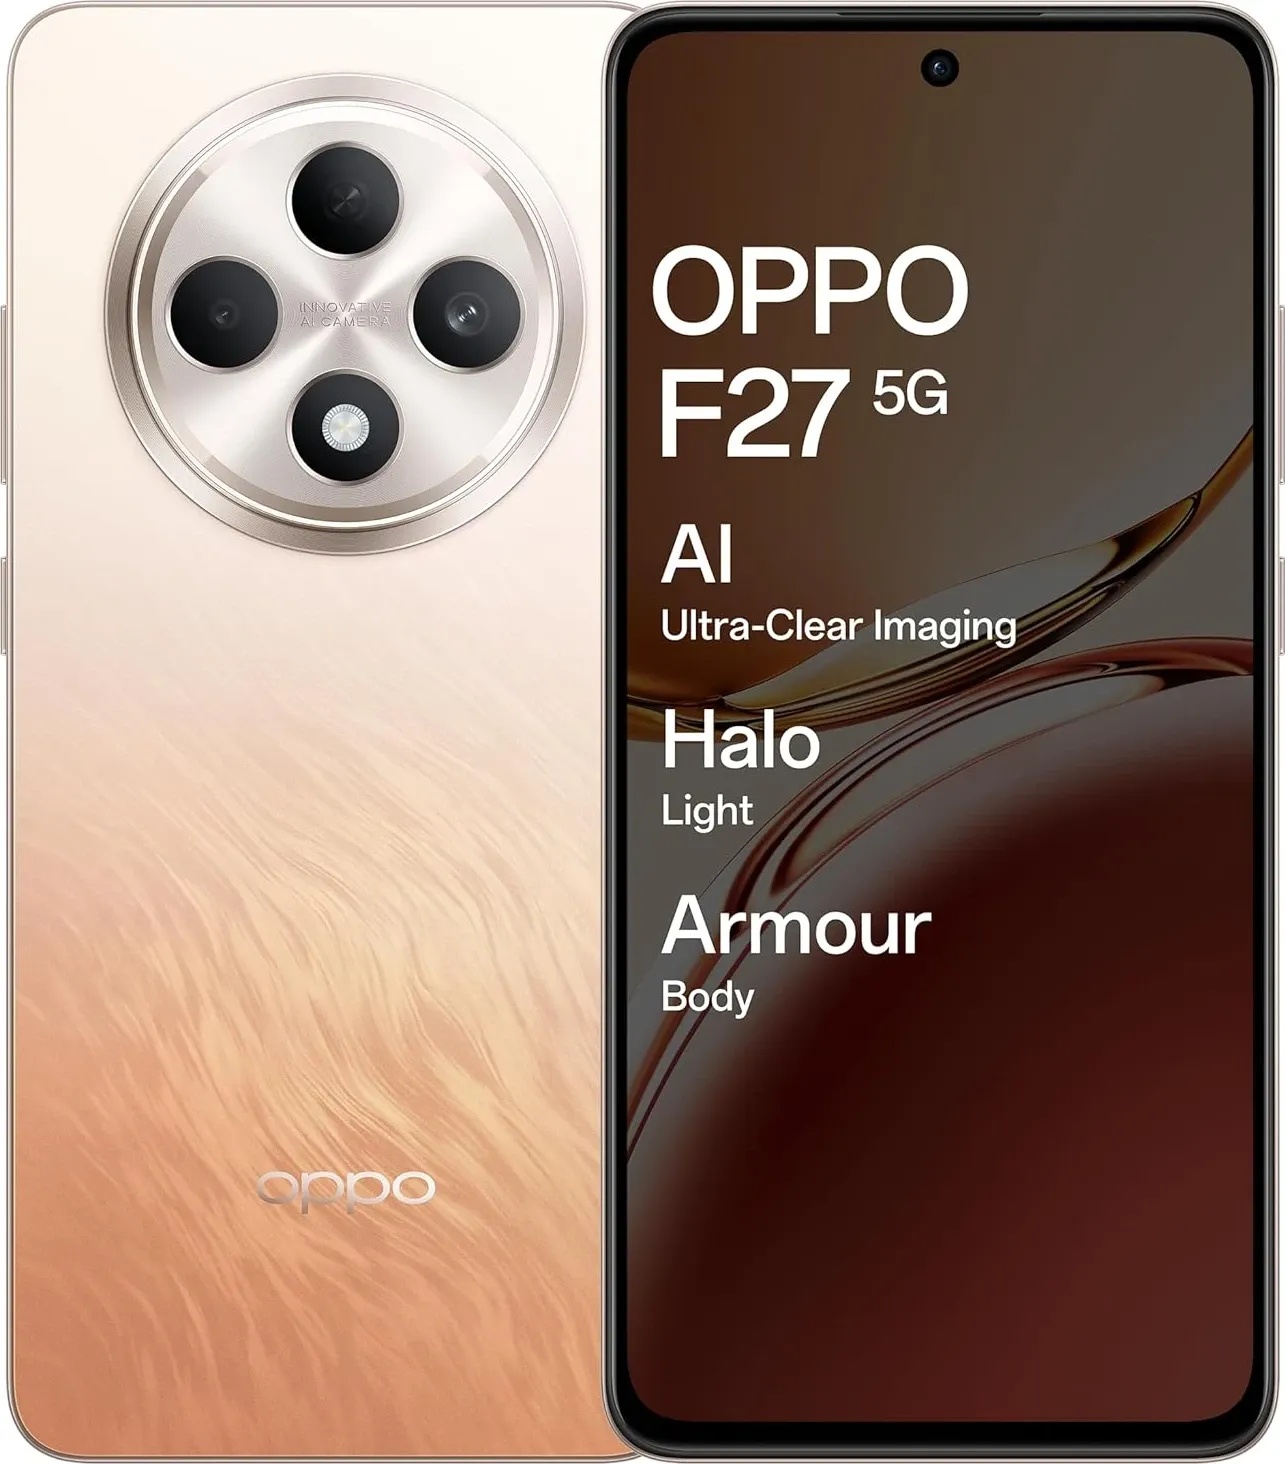 INNOVATIVE
AI CAMERA
oppo
OPPO
F27 5G
AI
Ultra-Clear Imaging
Halo
Light
Armour
Body